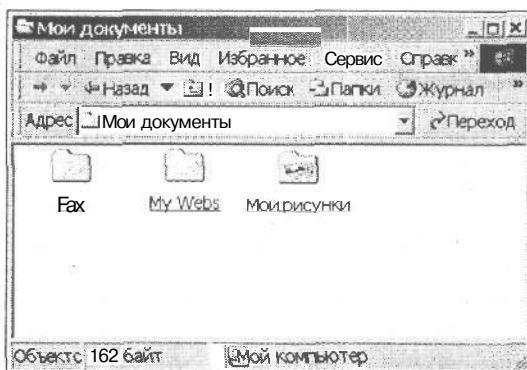 Мои документы
Файл Правка Вид Избранное Сервис Справк »
Назад Поиск Папки Журнал »
Адрес Мои документы Переход
Fax My Webs Мои рисунки
Объектс 162 байт Мой компьютер